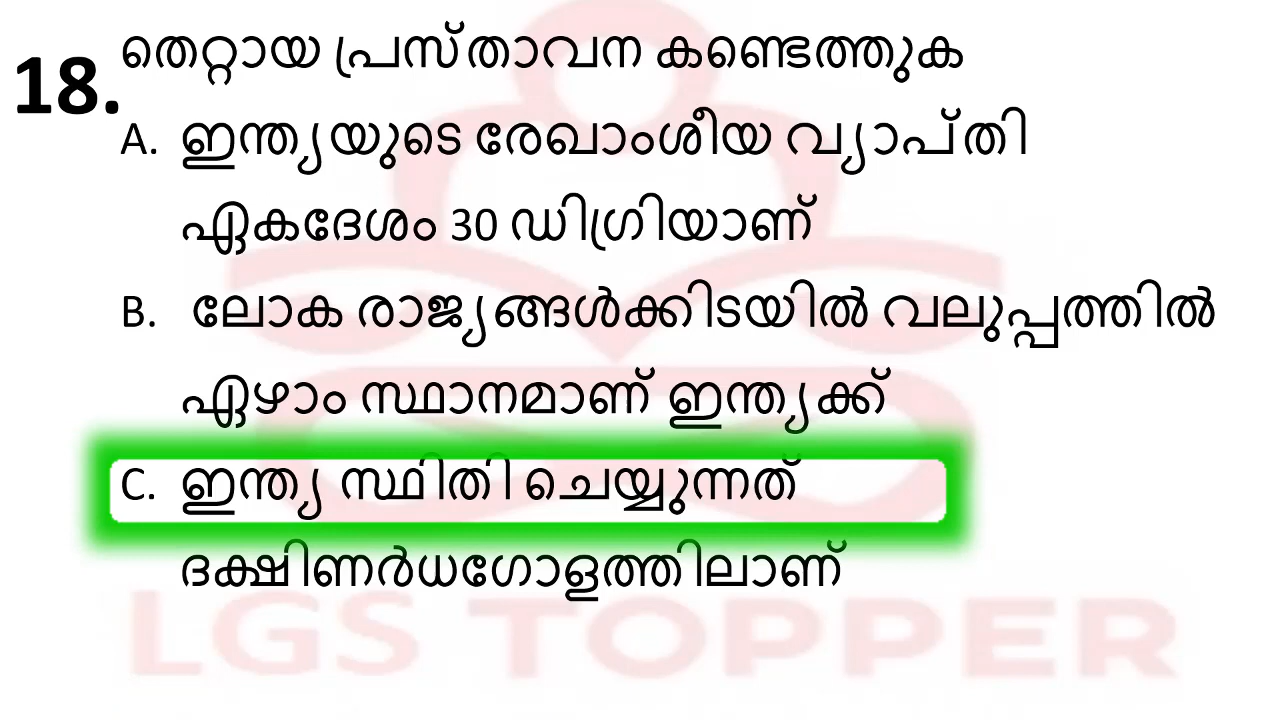 18. തെറ്റായ പ്രസ്താവന കണ്ടെത്തുക
A. ഇന്ത്യയുടെ രേഖാംശീയ വ്യാപ്തി
ഏകദേശം 30 ഡിഗ്രിയാണ്
B. ലോക രാജ്യങ്ങൾക്കിടയിൽ വലുപ്പത്തിൽ
ഏഴാം സ്ഥാനമാണ് ഇന്ത്യക്ക്
C. ഇന്ത്യ സ്ഥിതി ചെയ്യുന്നത്
ദക്ഷിണർധഗോളത്തിലാണ്
LGS TOPPER